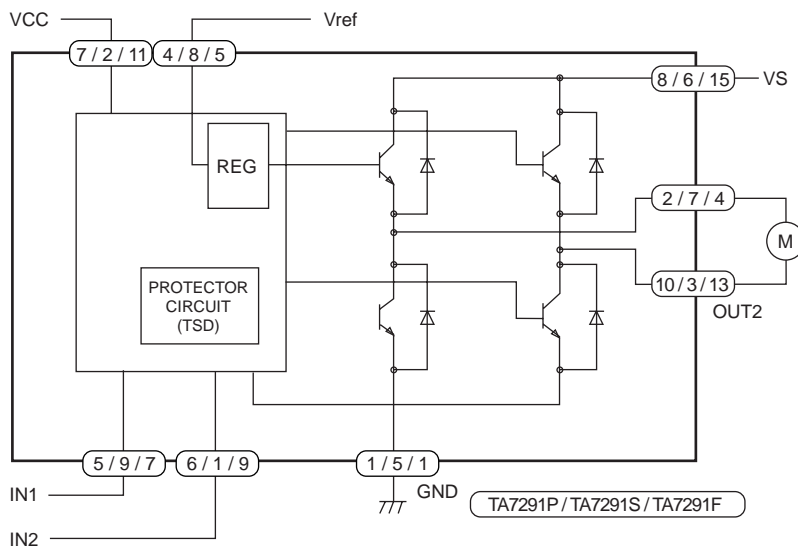 VCC
Vref
7 / 2 / 11
4 / 8 / 5
8 / 6 / 15
VS
REG
2 / 7 / 4
M
PROTECTOR
CIRCUIT
(TSD)
10 / 3 / 13
OUT2
5 / 9 / 7
6 / 1 / 9
1 / 5 / 1
IN1
GND
TA7291P / TA7291S / TA7291F
IN2